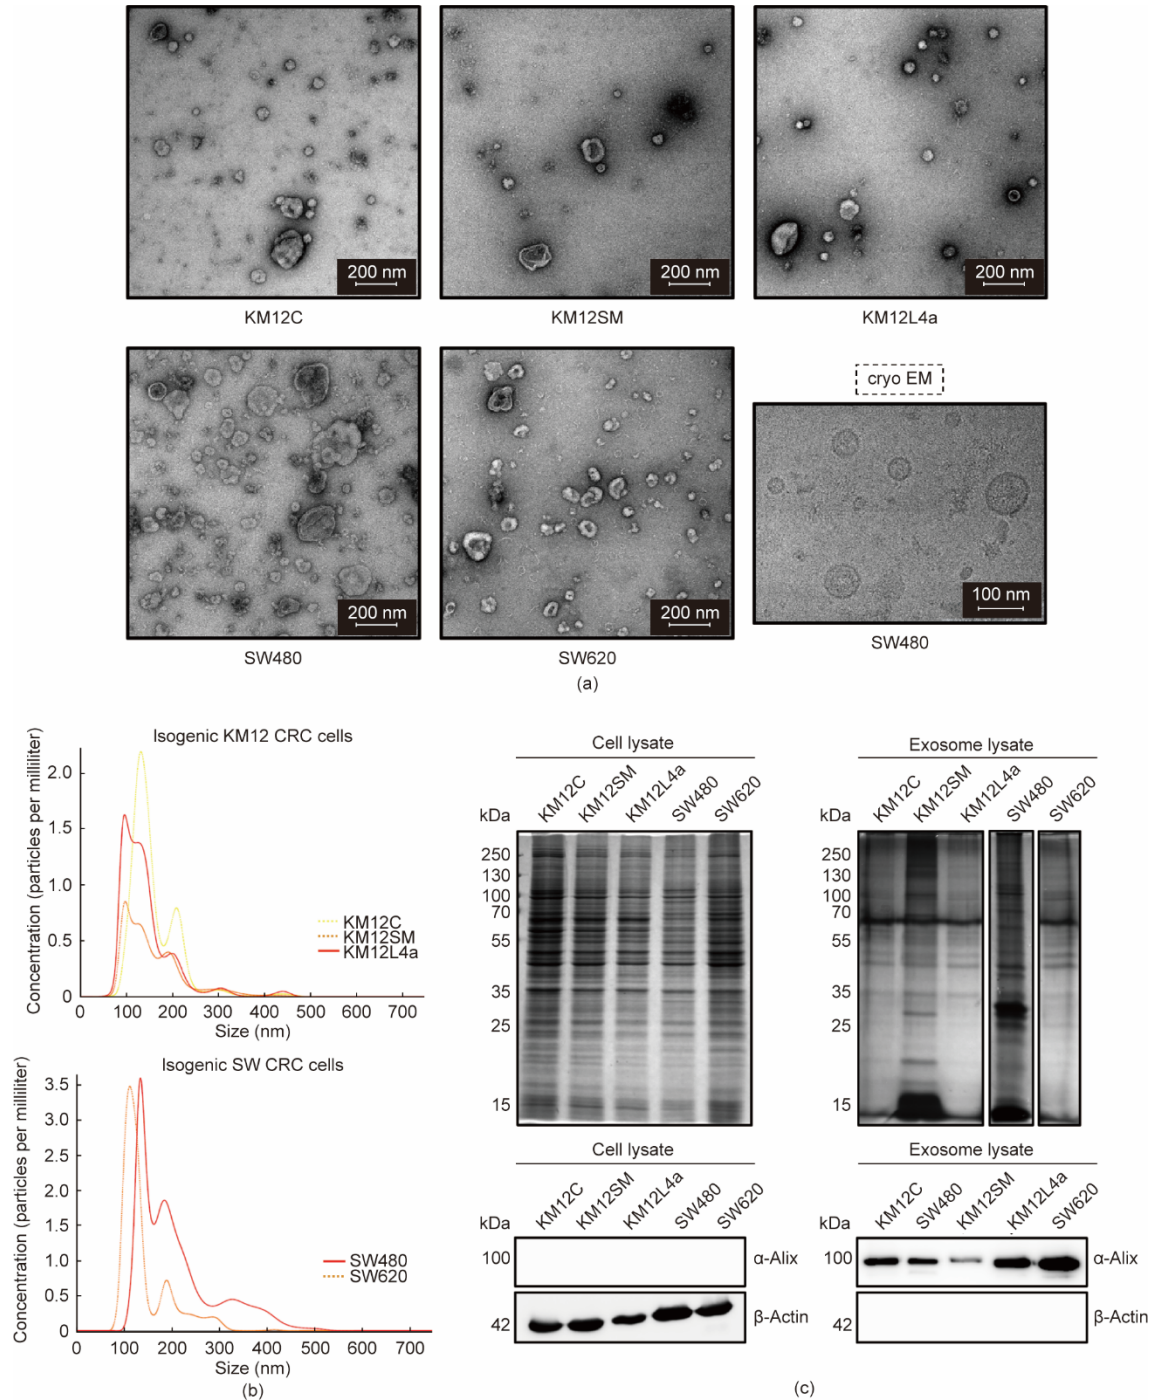 200 nm
200 nm
200 nm
KM12C
KM12SM
KM12L4a
cryo EM
200 nm
200 nm
100 nm
SW480
SW620
SW480
(a)
Isogenic KM12 CRC cells
Concentration (particles per milliliter)
2.0
1.5
1.0
0.5
0
KM12C
KM12SM
KM12L4a
0 100 200 300 400 500 600 700
Size (nm)
Isogenic SW CRC cells
Concentration (particles per milliliter)
3.5
3.0
2.5
2.0
1.5
1.0
0.5
0
SW480
SW620
0 100 200 300 400 500 600 700
Size (nm)
(b)
Cell lysate
KM12C KM12SM KM12L4a SW480 SW620
kDa
250
130
100
70
55
35
25
15
Exosome lysate
KM12C KM12SM KM12L4a SW480 SW620
kDa
250
130
100
70
55
35
25
15
Cell lysate
KM12C KM12SM KM12L4a SW480 SW620
kDa
100 α-Alix
42 β-Actin
Exosome lysate
KM12C SW480 KM12SM KM12L4a SW620
kDa
100 α-Alix
42 β-Actin
(c)